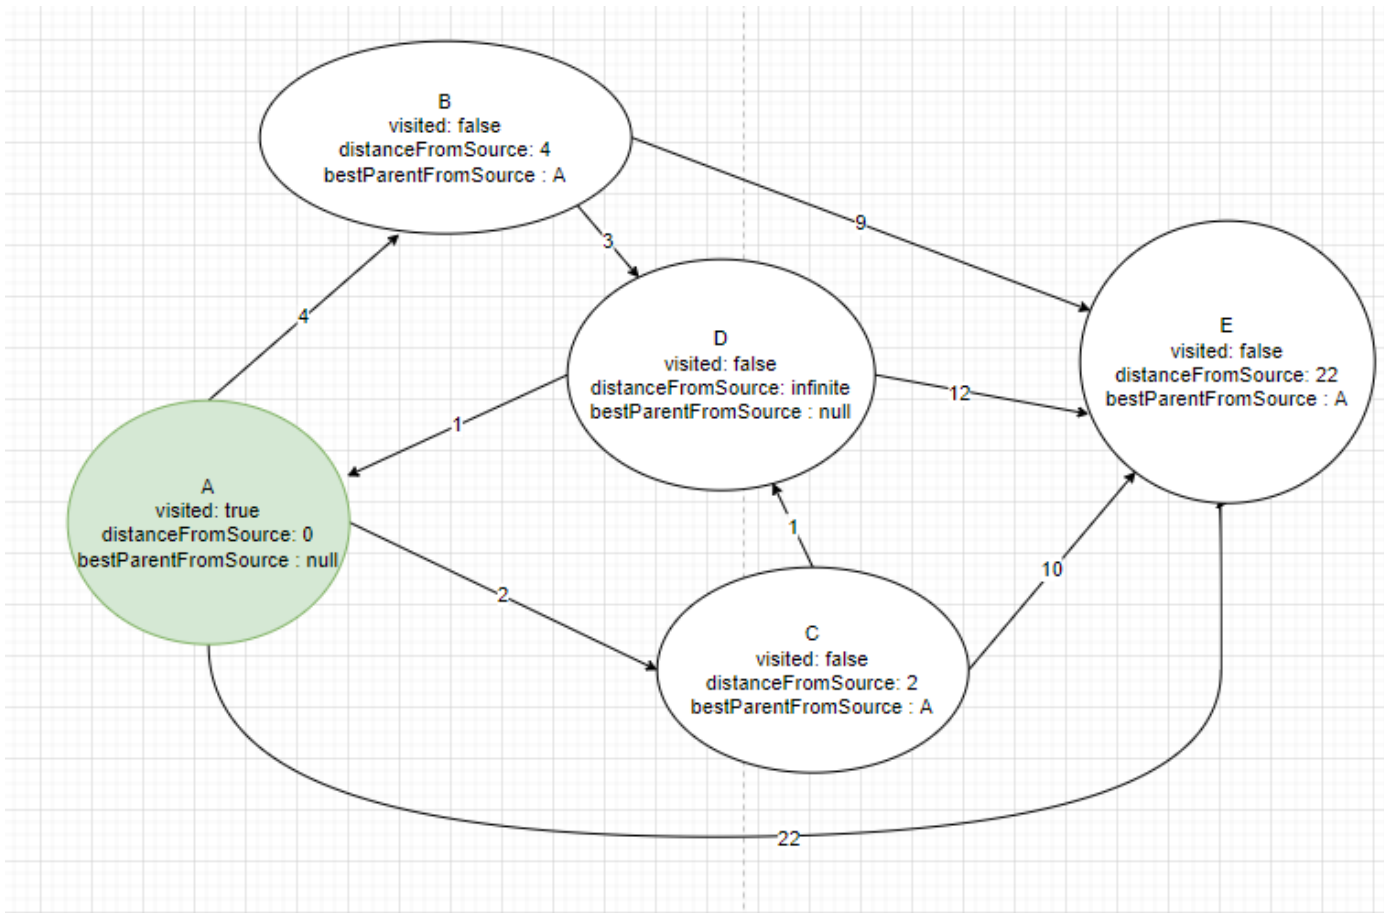 B
visited: false
distanceFromSource: 4
bestParentFromSource : A
9
3
4
D
visited: false
distanceFromSource: infinite
bestParentFromSource : null
E
visited: false
distanceFromSource: 22
bestParentFromSource : A
12
1
A
visited: true
distanceFromSource: 0
bestParentFromSource : null
1
10
2
C
visited: false
distanceFromSource: 2
bestParentFromSource : A
22